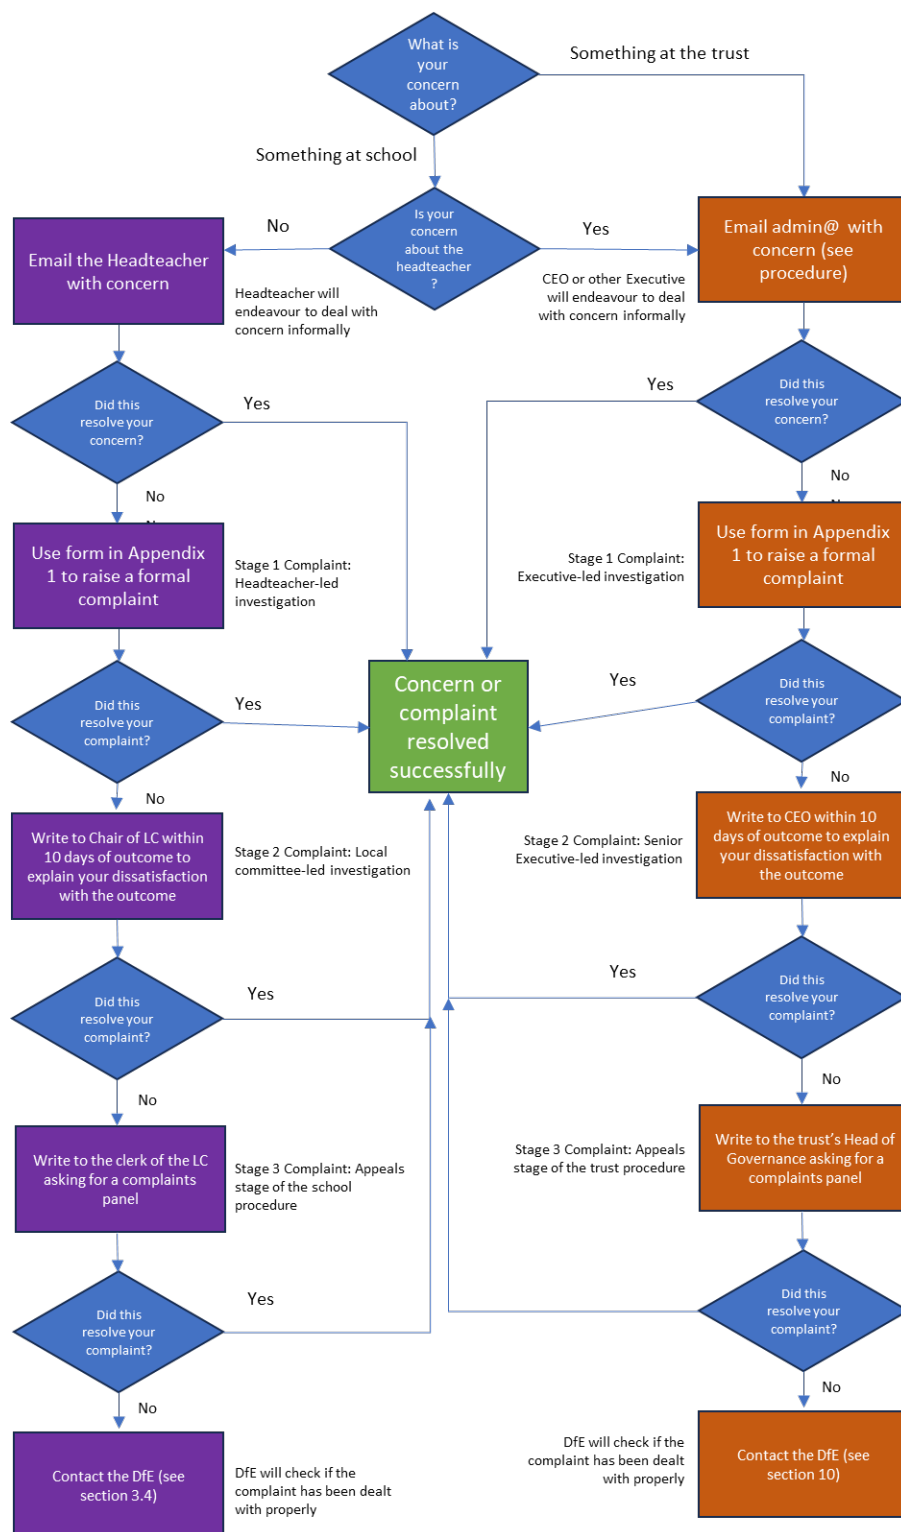 What is
your
concern
about?
Something at the trust
Something at school
No
Is your
concern
about the
headteacher
?
Yes
Email the Headteacher
with concern
Email admin@ with
concern (see
procedure)
Headteacher will
endeavour to deal with
concern informally
CEO or other Executive
will endeavour to deal
with concern informally
Did this
resolve your
concern?
Yes
Yes
Did this
resolve your
concern?
No
No
Use form in Appendix
1 to raise a formal
complaint
Stage 1 Complaint:
Headteacher-led
investigation
Stage 1 Complaint:
Executive-led investigation
Use form in Appendix
1 to raise a formal
complaint
Did this
resolve your
complaint?
Yes
Concern or
complaint
resolved
successfully
Yes
Did this
resolve your
complaint?
No
No
Write to Chair of LC within
10 days of outcome to
explain your dissatisfaction
with the outcome
Stage 2 Complaint: Local
committee-led investigation
Stage 2 Complaint: Senior
Executive-led investigation
Write to CEO within 10
days of outcome to explain
your dissatisfaction with
the outcome
Did this
resolve your
complaint?
Yes
Yes
Did this
resolve your
complaint?
No
No
Write to the clerk of the LC
asking for a complaints
panel
Stage 3 Complaint: Appeals
stage of the school
procedure
Stage 3 Complaint: Appeals
stage of the trust procedure
Write to the trust's Head of
Governance asking for a
complaints panel
Did this
resolve your
complaint?
Yes
Did this
resolve your
complaint?
No
No
Contact the DfE (see
section 3.4)
DfE will check if the
complaint has been dealt
with properly
DfE will check if the
complaint has been dealt
with properly
Contact the DfE (see
section 10)